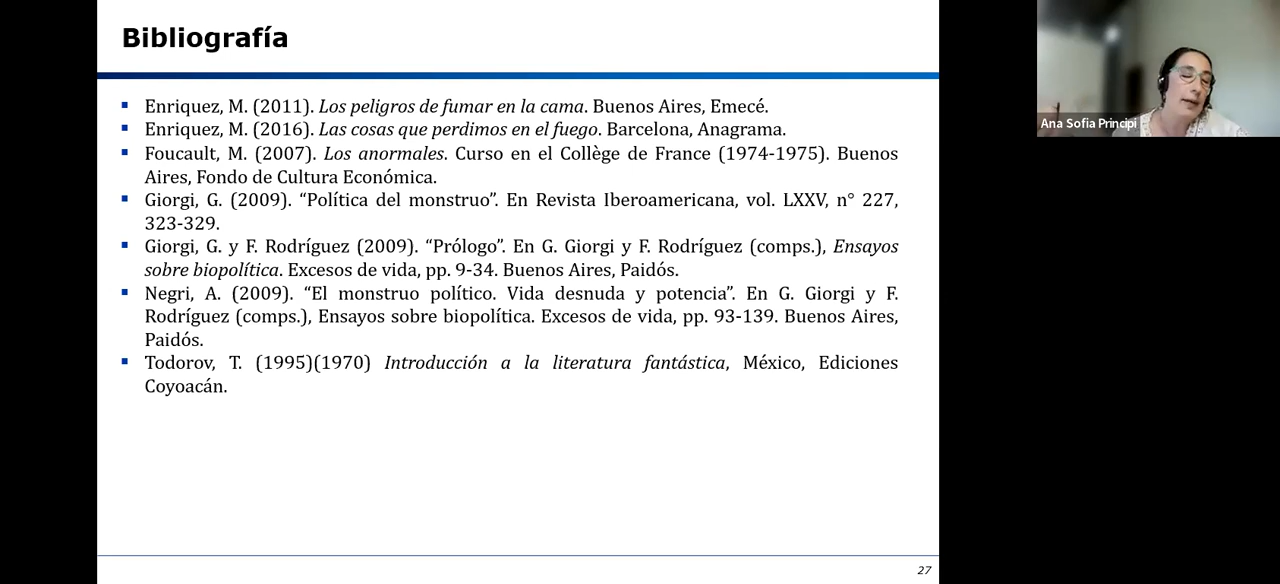 Bibliografía
Enriquez, M. (2011). Los peligros de fumar en la cama. Buenos Aires, Emecé.
Enriquez, M. (2016). Las cosas que perdimos en el fuego. Barcelona, Anagrama.
Foucault, M. (2007). Los anormales. Curso en el Collège de France (1974-1975). Buenos
Aires, Fondo de Cultura Económica.
Giorgi, G. (2009). “Política del monstruo”. En Revista Iberoamericana, vol. LXXV, n° 227,
323-329.
Giorgi, G. y F. Rodríguez (2009). “Prólogo”. En G. Giorgi y F. Rodríguez (comps.), Ensayos
sobre biopolítica. Excesos de vida, pp. 9-34. Buenos Aires, Paidós.
Negri, A. (2009). “El monstruo político. Vida desnuda y potencia”. En G. Giorgi y F.
Rodríguez (comps.), Ensayos sobre biopolítica. Excesos de vida, pp. 93-139. Buenos Aires,
Paidós.
Todorov, T. (1995)(1970) Introducción a la literatura fantástica, México, Ediciones
Coyoacán.
27
Ana Sofia Principi